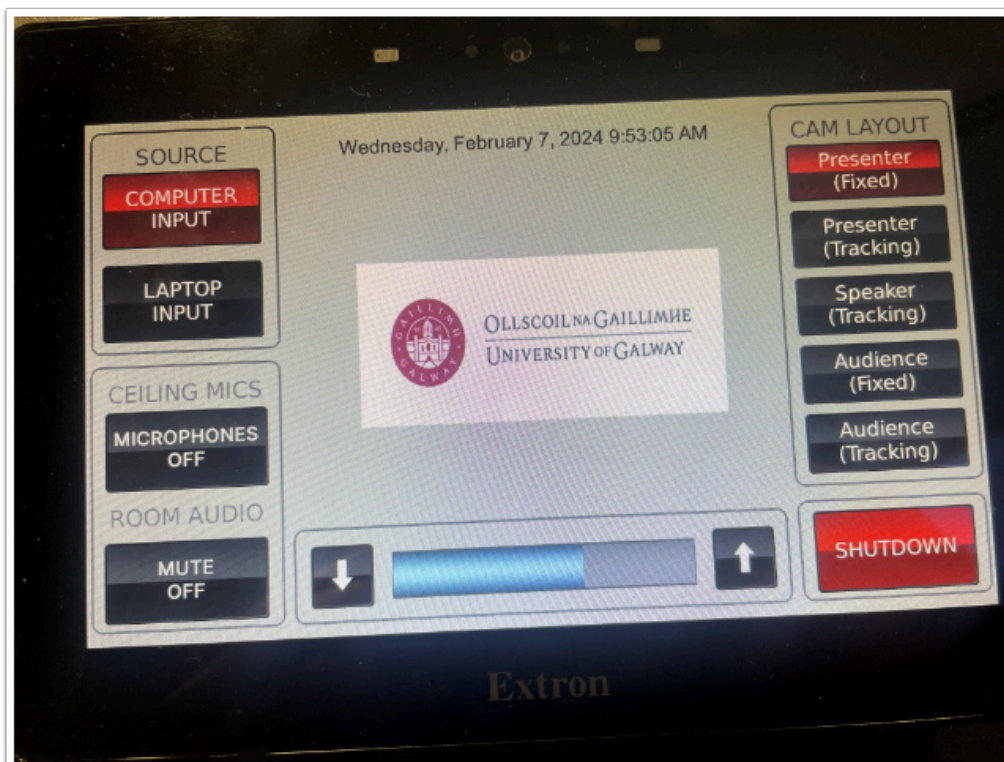 SOURCE
COMPUTER
INPUT
LAPTOP
INPUT
CEILING MICS
MICROPHONES
OFF
ROOM AUDIO
MUTE
OFF
Wednesday, February 7, 2024 9:53:05 AM
GAILLIMH
GALWAY
OLLSCOIL NA GAILLIMHE
UNIVERSITY OF GALWAY
CAM LAYOUT
Presenter
(Fixed)
Presenter
(Tracking)
Speaker
(Tracking)
Audience
(Fixed)
Audience
(Tracking)
SHUTDOWN
Extron